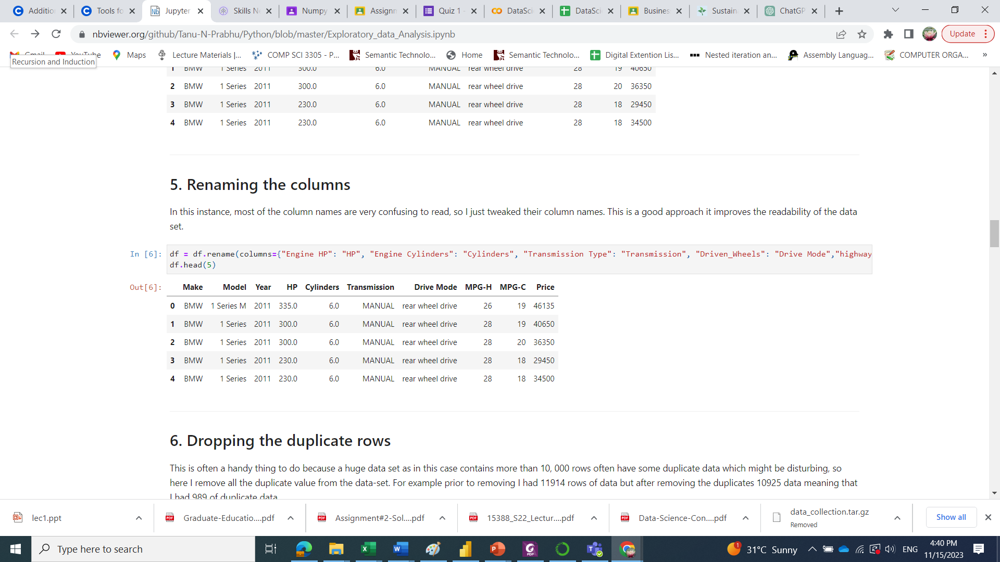 Additio
Tools fo
Jupyter
Skills N
Numpy
Assignm
Quiz 1 -
DataSci
DataSci
Busines
Sustain
ChatGP
nbviewer.org/github/Tanu-N-Prabhu/Python/blob/master/Exploratory_data_Analysis.ipynb
Update
Gmail
YouTube
Maps
Lecture Materials |...
COMP SCI 3305 - P...
Semantic Technolo...
Home
Semantic Technolo...
Digital Extention Lis...
Nested iteration an...
Assembly Languag...
COMPUTER ORGA...
»
Recursion and Induction
1 BMW 1 Series 2011 300.0 6.0 MANUAL rear wheel drive 28 19 40650
2 BMW 1 Series 2011 300.0 6.0 MANUAL rear wheel drive 28 20 36350
3 BMW 1 Series 2011 230.0 6.0 MANUAL rear wheel drive 28 18 29450
4 BMW 1 Series 2011 230.0 6.0 MANUAL rear wheel drive 28 18 34500
5. Renaming the columns
In this instance, most of the column names are very confusing to read, so I just tweaked their column names. This is a good approach it improves the readability of the data
set.
In [6]: df = df.rename(columns={"Engine HP": "HP", "Engine Cylinders": "Cylinders", "Transmission Type": "Transmission", "Driven_Wheels": "Drive Mode","highway
df.head(5)
Out[6]: Make Model Year HP Cylinders Transmission Drive Mode MPG-H MPG-C Price
0 BMW 1 Series M 2011 335.0 6.0 MANUAL rear wheel drive 26 19 46135
1 BMW 1 Series 2011 300.0 6.0 MANUAL rear wheel drive 28 19 40650
2 BMW 1 Series 2011 300.0 6.0 MANUAL rear wheel drive 28 20 36350
3 BMW 1 Series 2011 230.0 6.0 MANUAL rear wheel drive 28 18 29450
4 BMW 1 Series 2011 230.0 6.0 MANUAL rear wheel drive 28 18 34500
6. Dropping the duplicate rows
This is often a handy thing to do because a huge data set as in this case contains more than 10, 000 rows often have some duplicate data which might be disturbing, so
here I remove all the duplicate value from the data-set. For example prior to removing I had 11914 rows of data but after removing the duplicates 10925 data meaning that
I had 989 of duplicate data.
lec1.ppt
Graduate-Educatio....pdf
Assignment#2-Sol....pdf
15388_S22_Lectur....pdf
Data-Science-Con....pdf
data_collection.tar.gz
Removed
Show all
Type here to search
31°C Sunny
ENG
4:40 PM
11/15/2023